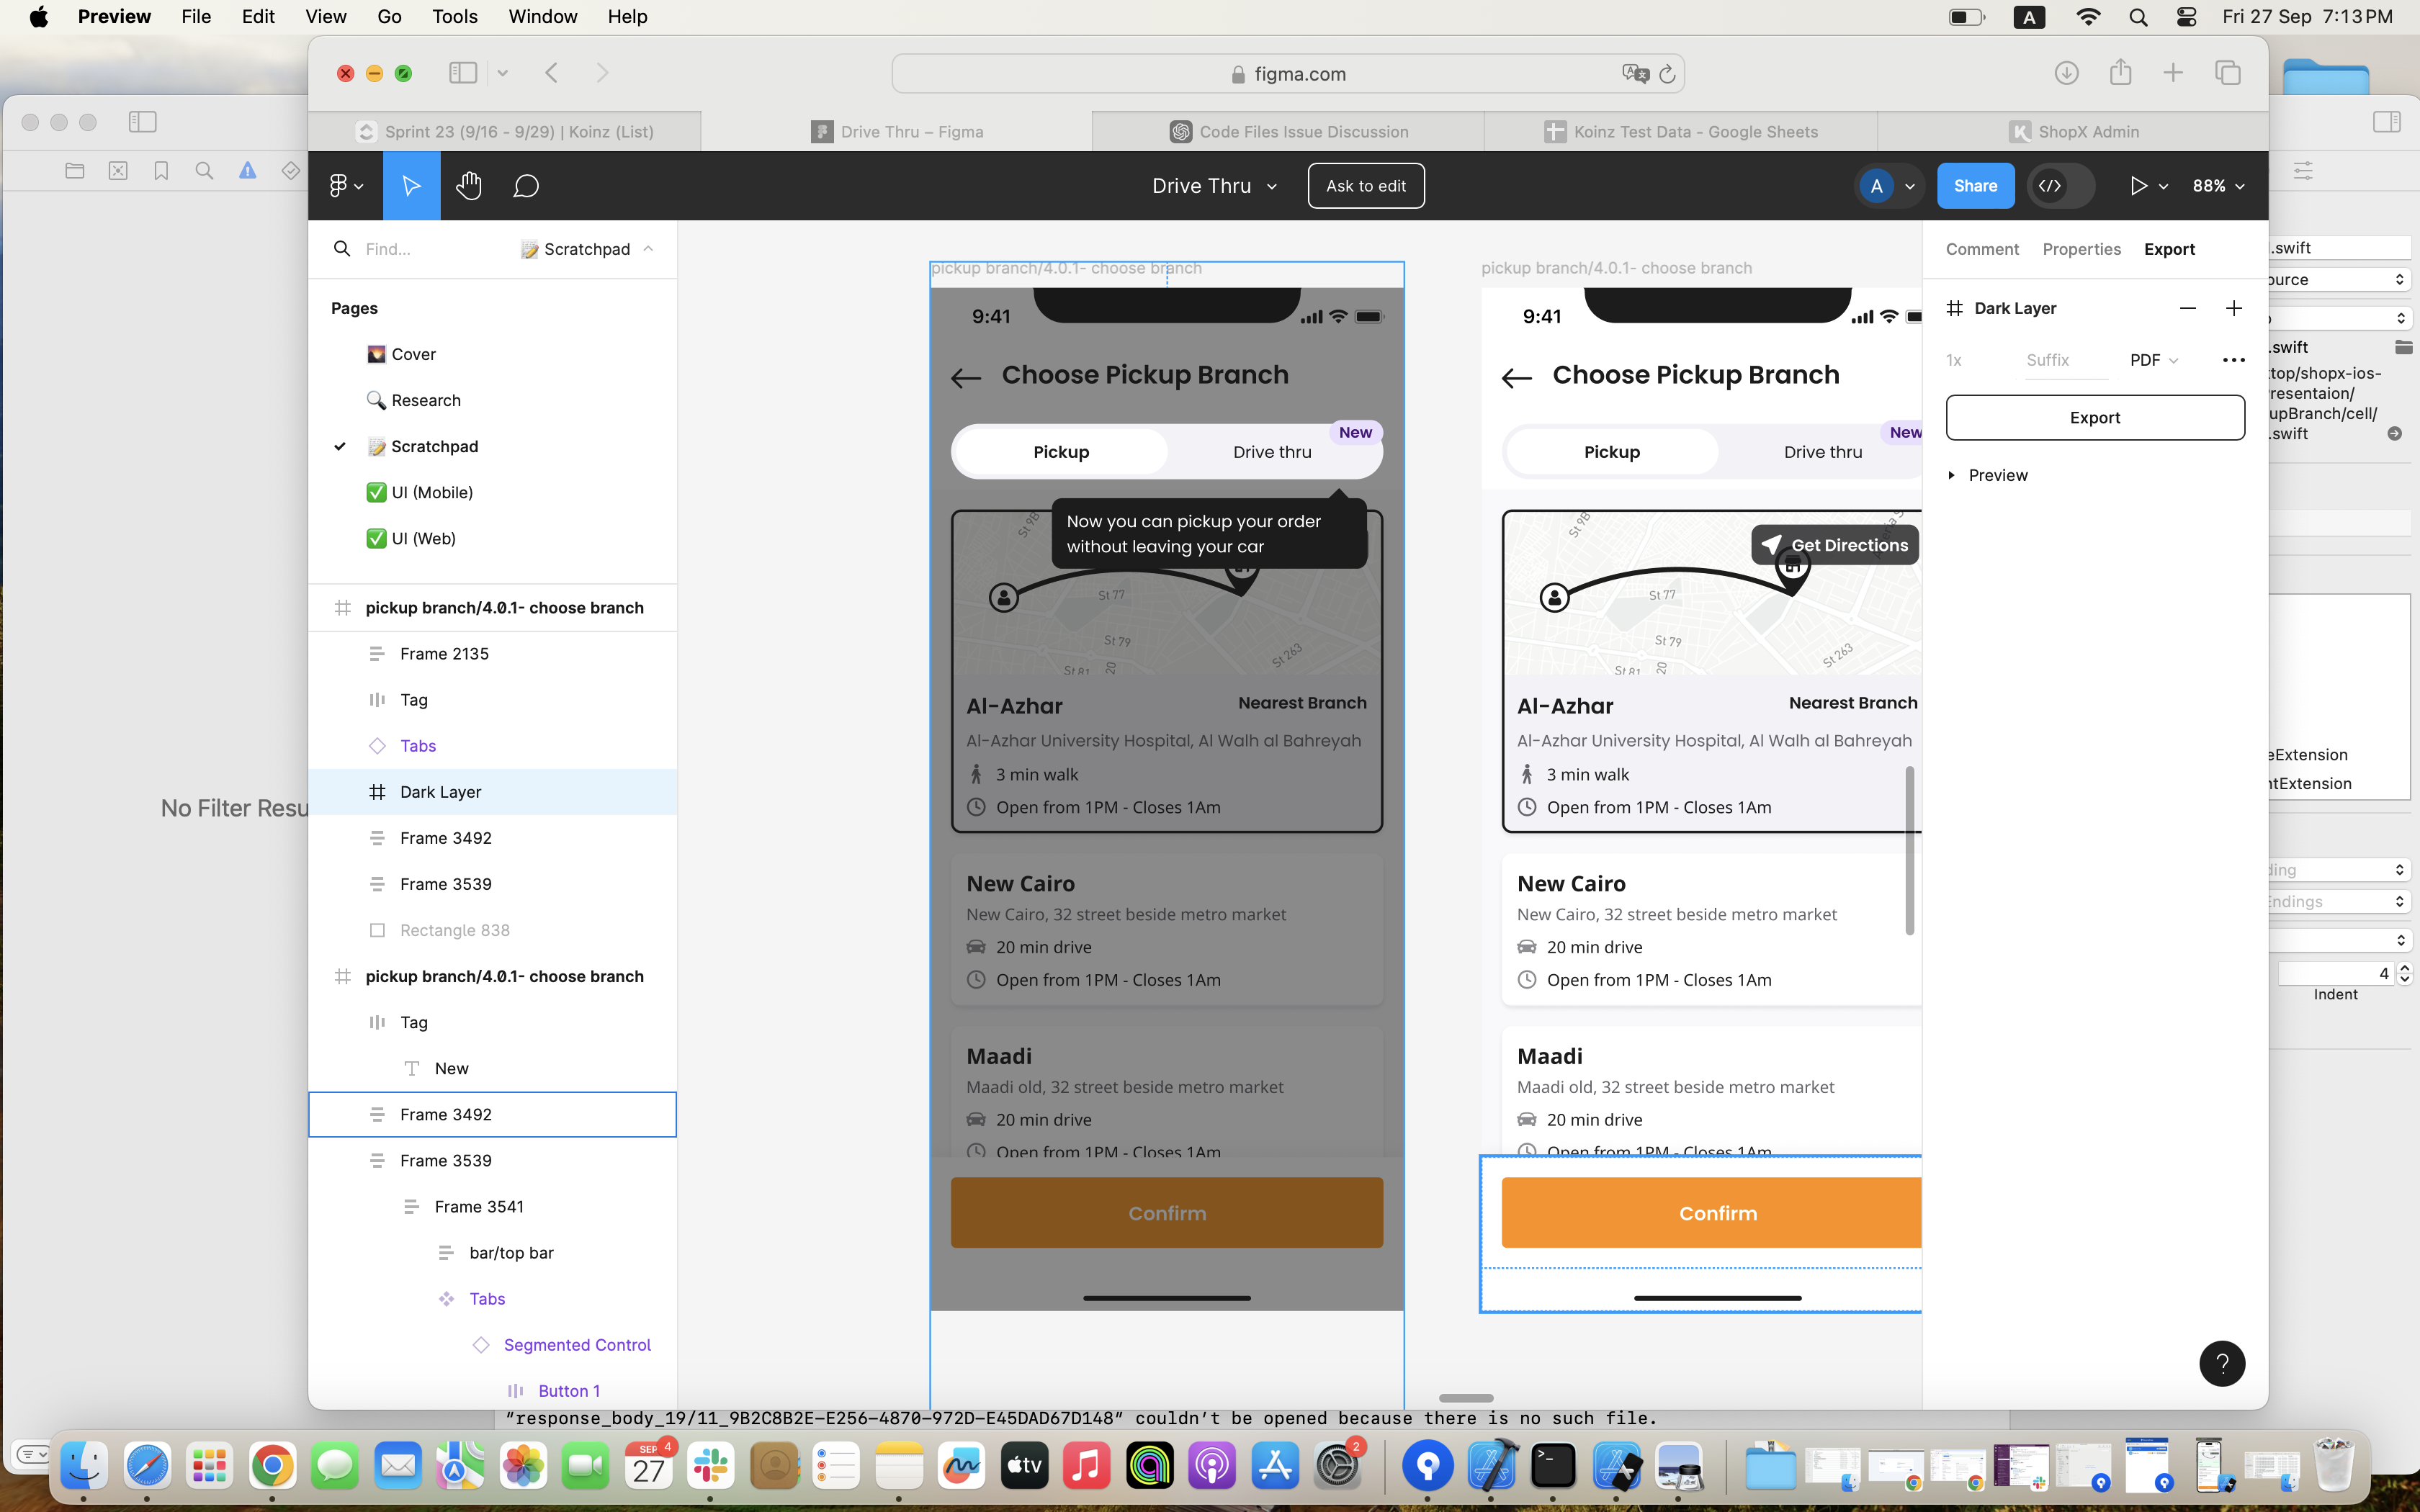 Preview File Edit View Go Tools Window Help
A
Fri 27 Sep 7:13 PM
figma.com
Sprint 23 (9/16 - 9/29) | Koinz (List)
Drive Thru – Figma
Code Files Issue Discussion
Koinz Test Data - Google Sheets
ShopX Admin
Drive Thru
Ask to edit
A
Share
88%
Find...
Scratchpad
Pages
Cover
Research
Scratchpad
UI (Mobile)
UI (Web)
pickup branch/4.0.1- choose branch
Frame 2135
Tag
Tabs
Dark Layer
Frame 3492
Frame 3539
Rectangle 838
pickup branch/4.0.1- choose branch
Tag
New
Frame 3492
Frame 3539
Frame 3541
bar/top bar
Tabs
Segmented Control
Button 1
No Filter Resu
pickup branch/4.0.1- choose branch
9:41
Choose Pickup Branch
New
Pickup
Drive thru
Now you can pickup your order
without leaving your car
St 9B
St 77
St 79
St 81
20
St 263
Al-Azhar
Nearest Branch
Al-Azhar University Hospital, Al Walh al Bahreyah
3 min walk
Open from 1PM - Closes 1Am
New Cairo
New Cairo, 32 street beside metro market
20 min drive
Open from 1PM - Closes 1Am
Maadi
Maadi old, 32 street beside metro market
20 min drive
Open from 1PM - Closes 1Am
Confirm
pickup branch/4.0.1- choose branch
9:41
Choose Pickup Branch
New
Pickup
Drive thru
St 9B
Get Directions
St 77
St 79
St 81
20
St 263
Al-Azhar
Nearest Branch
Al-Azhar University Hospital, Al Walh al Bahreyah
3 min walk
Open from 1PM - Closes 1Am
New Cairo
New Cairo, 32 street beside metro market
20 min drive
Open from 1PM - Closes 1Am
Maadi
Maadi old, 32 street beside metro market
20 min drive
Open from 1PM - Closes 1Am
Confirm
Comment Properties Export
Dark Layer
1x
Suffix
PDF
Export
Preview
?
.swift
ource
.swift
top/shopx-ios-
resentaion/
upBranch/cell/
.swift
eExtension
ntExtension
ding
Endings
4
Indent
“response_body_19/11_9B2C8B2E-E256-4870-972D-E45DAD67D148” couldn’t be opened because there is no such file.
SEP
27
4
tv
2